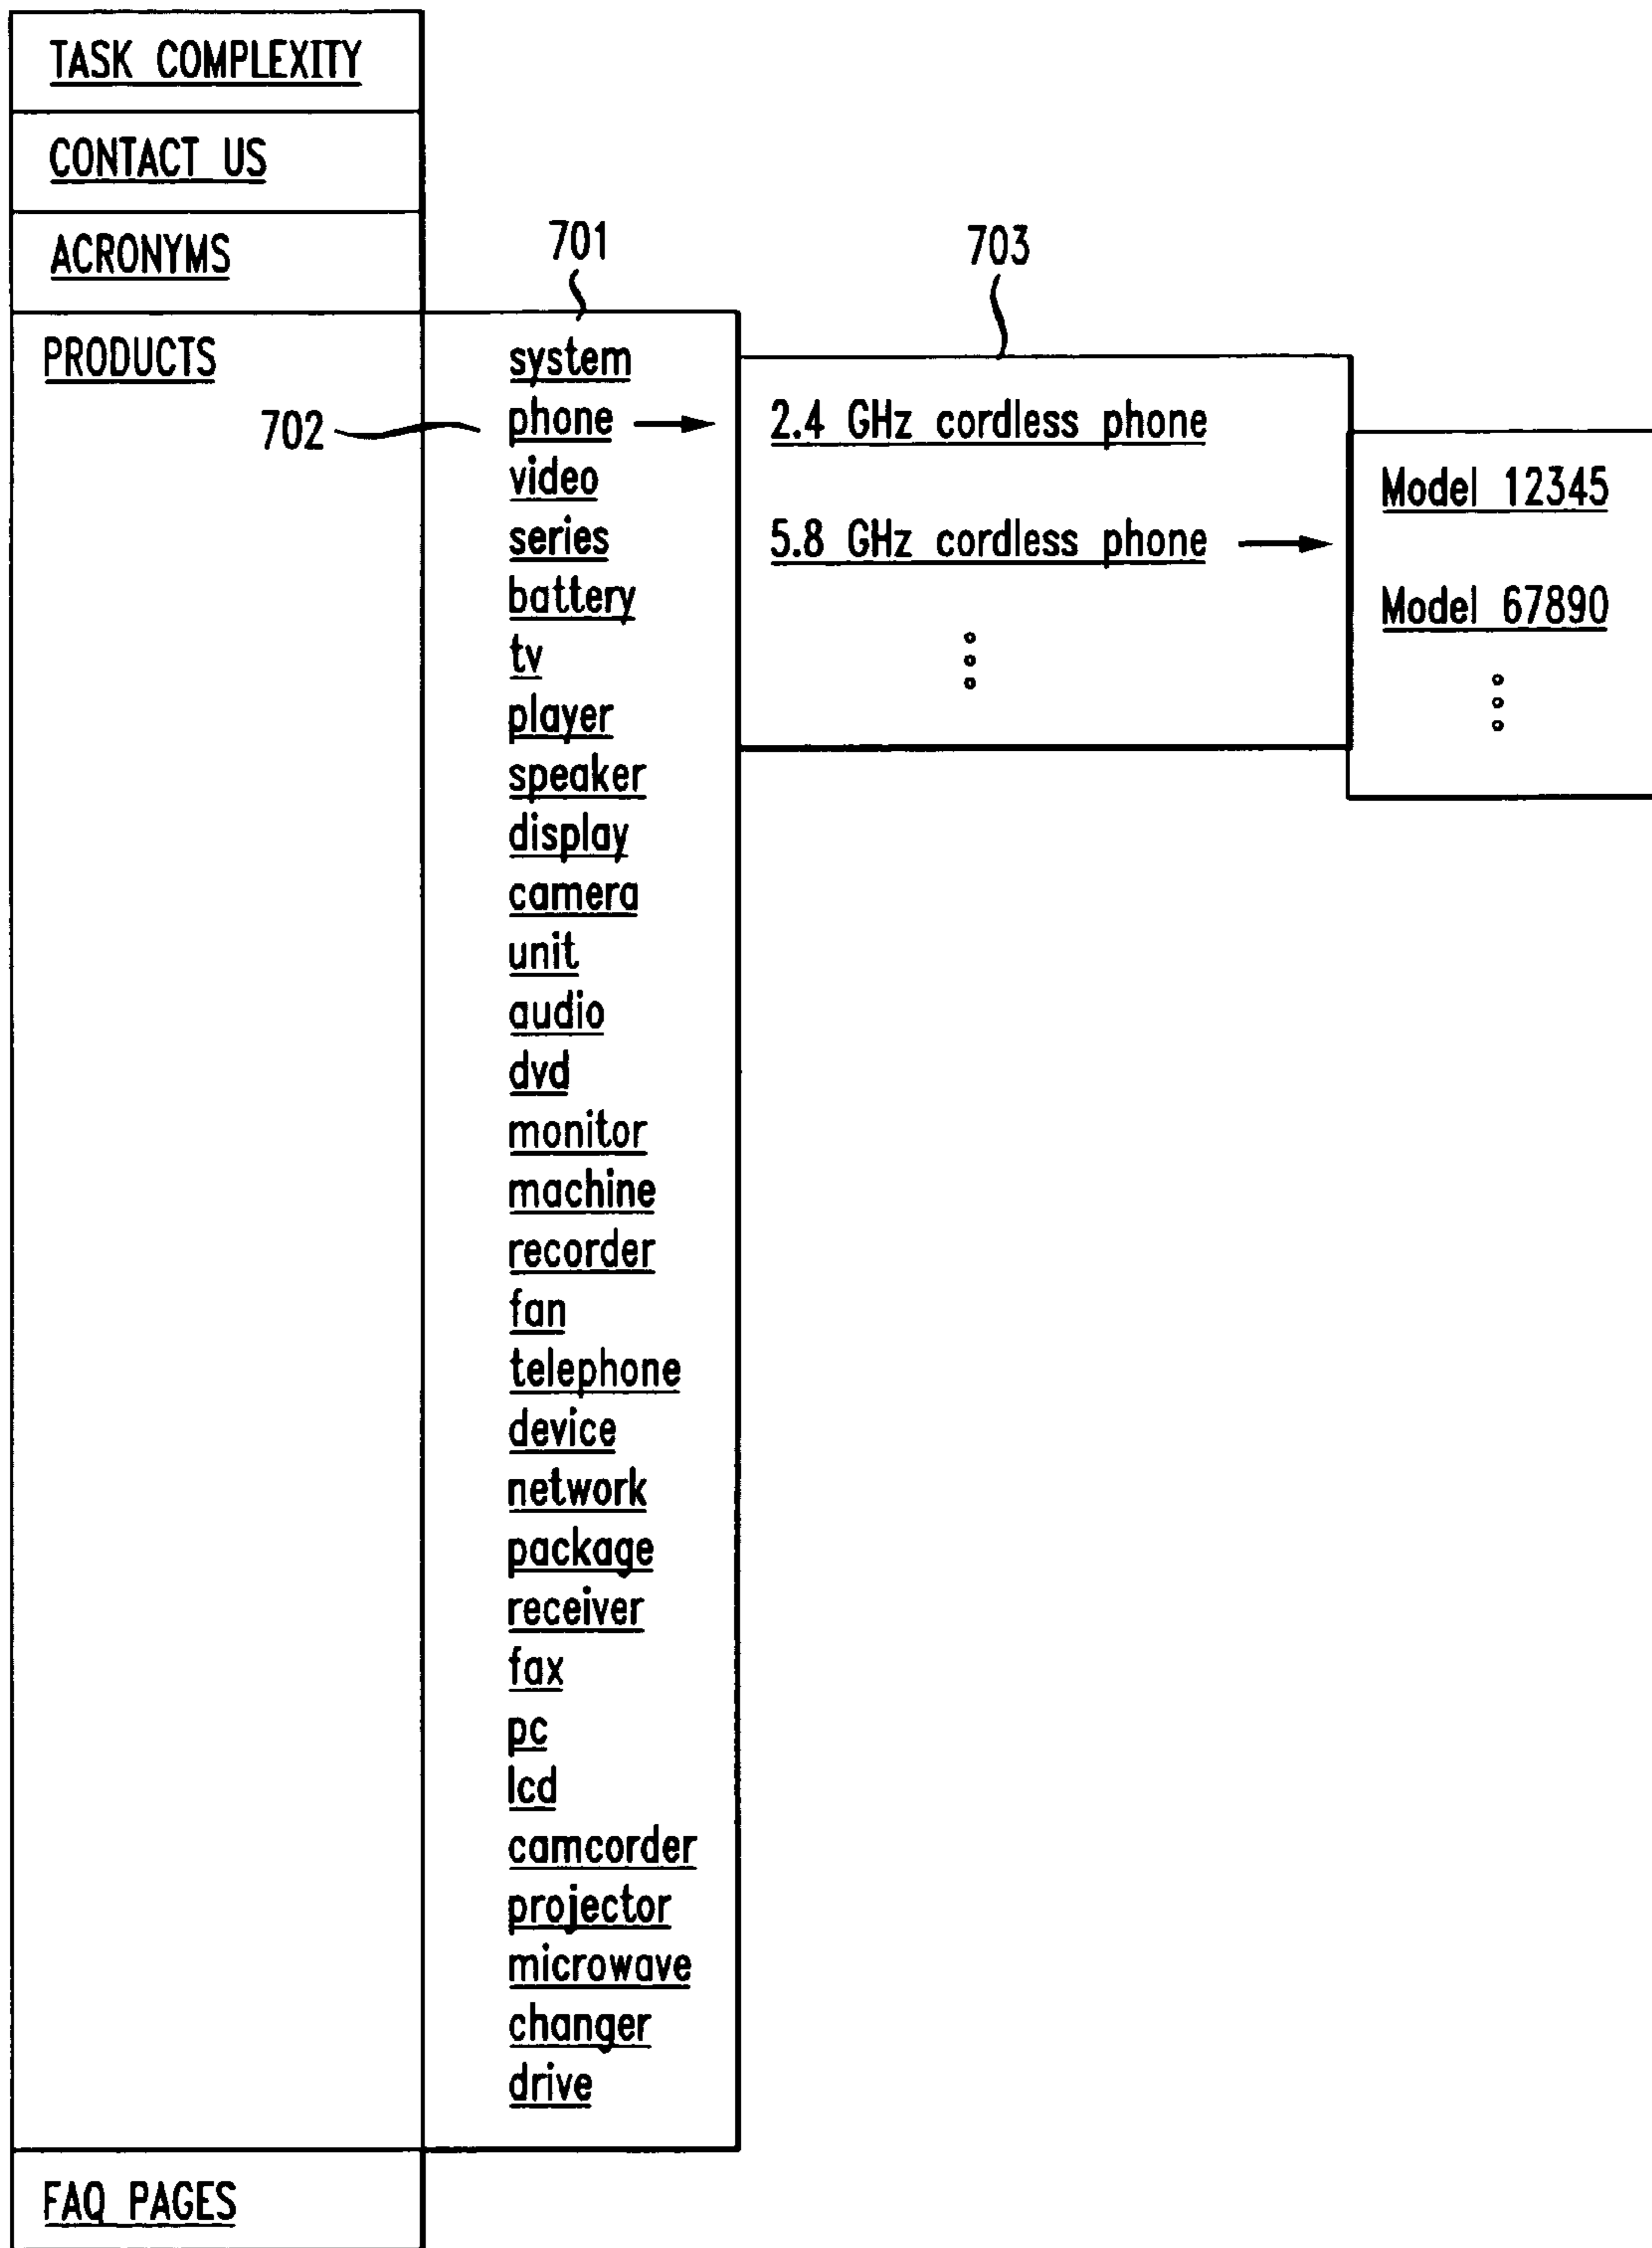 TASK COMPLEXITY
CONTACT US
ACRONYMS
701
703
PRODUCTS
702
system
phone
video
series
battery
tv
player
speaker
display
camera
unit
audio
dvd
monitor
machine
recorder
fan
telephone
device
network
package
receiver
fax
pc
lcd
camcorder
projector
microwave
changer
drive
2.4 GHz cordless phone
5.8 GHz cordless phone
Model 12345
Model 67890
FAQ PAGES